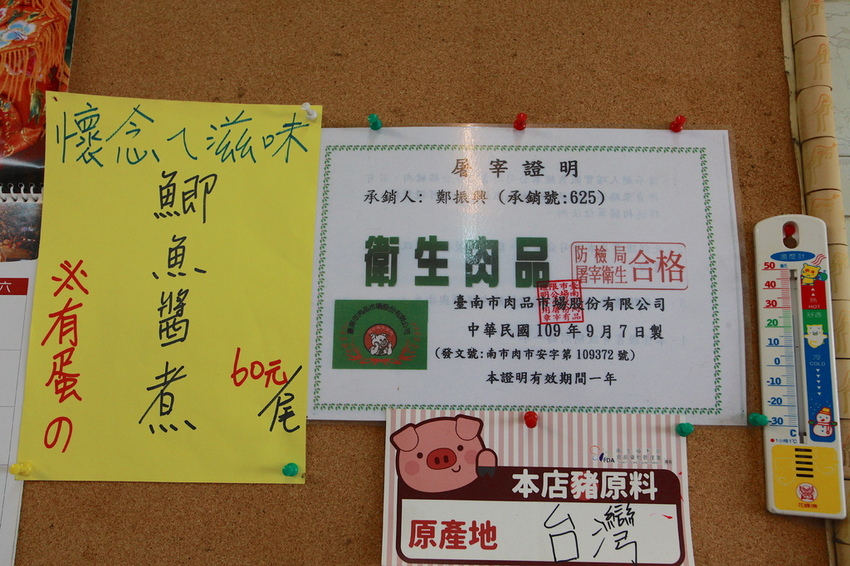 懷念ㄟ滋味
鯽魚醬煮
※有蛋の
60元/尾
屠宰證明
承銷人: 鄭振興 (承銷號:625)
衛生肉品
防檢局
屠宰衛生
合格
臺南市肉品市場股份有限公司
中華民國 109 年 9 月 7 日製
(發文號:南市肉市安字第 109372 號)
本證明有效期間一年
本店豬原料
原產地
台灣
FDA
六
50
40
30
20
10
0
-10
-20
-30
C
HOT
COLD